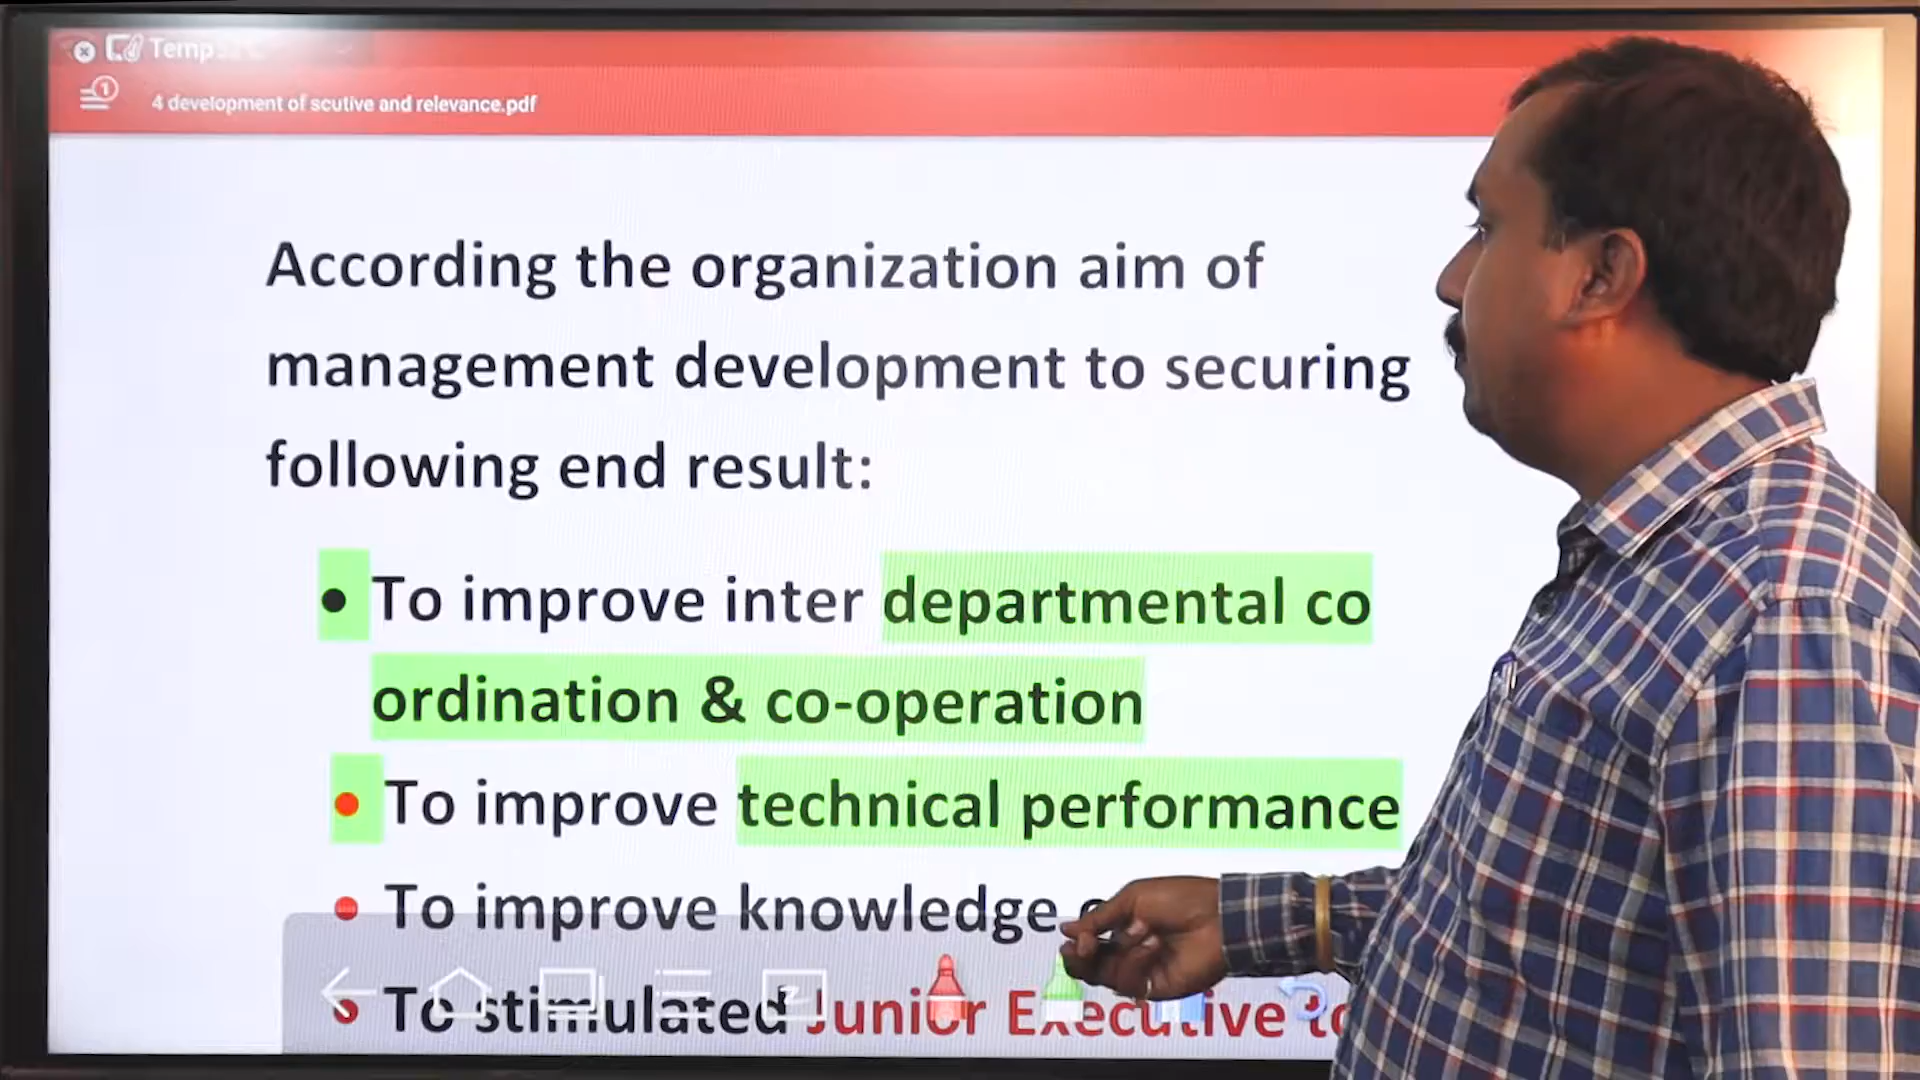 Temp
1
4 development of scutive and relevance.pdf
According the organization aim of
management development to securing
following end result:
• To improve inter departmental co
ordination & co-operation
• To improve technical performance
• To improve knowledge
• To stimulated Junior Executive to